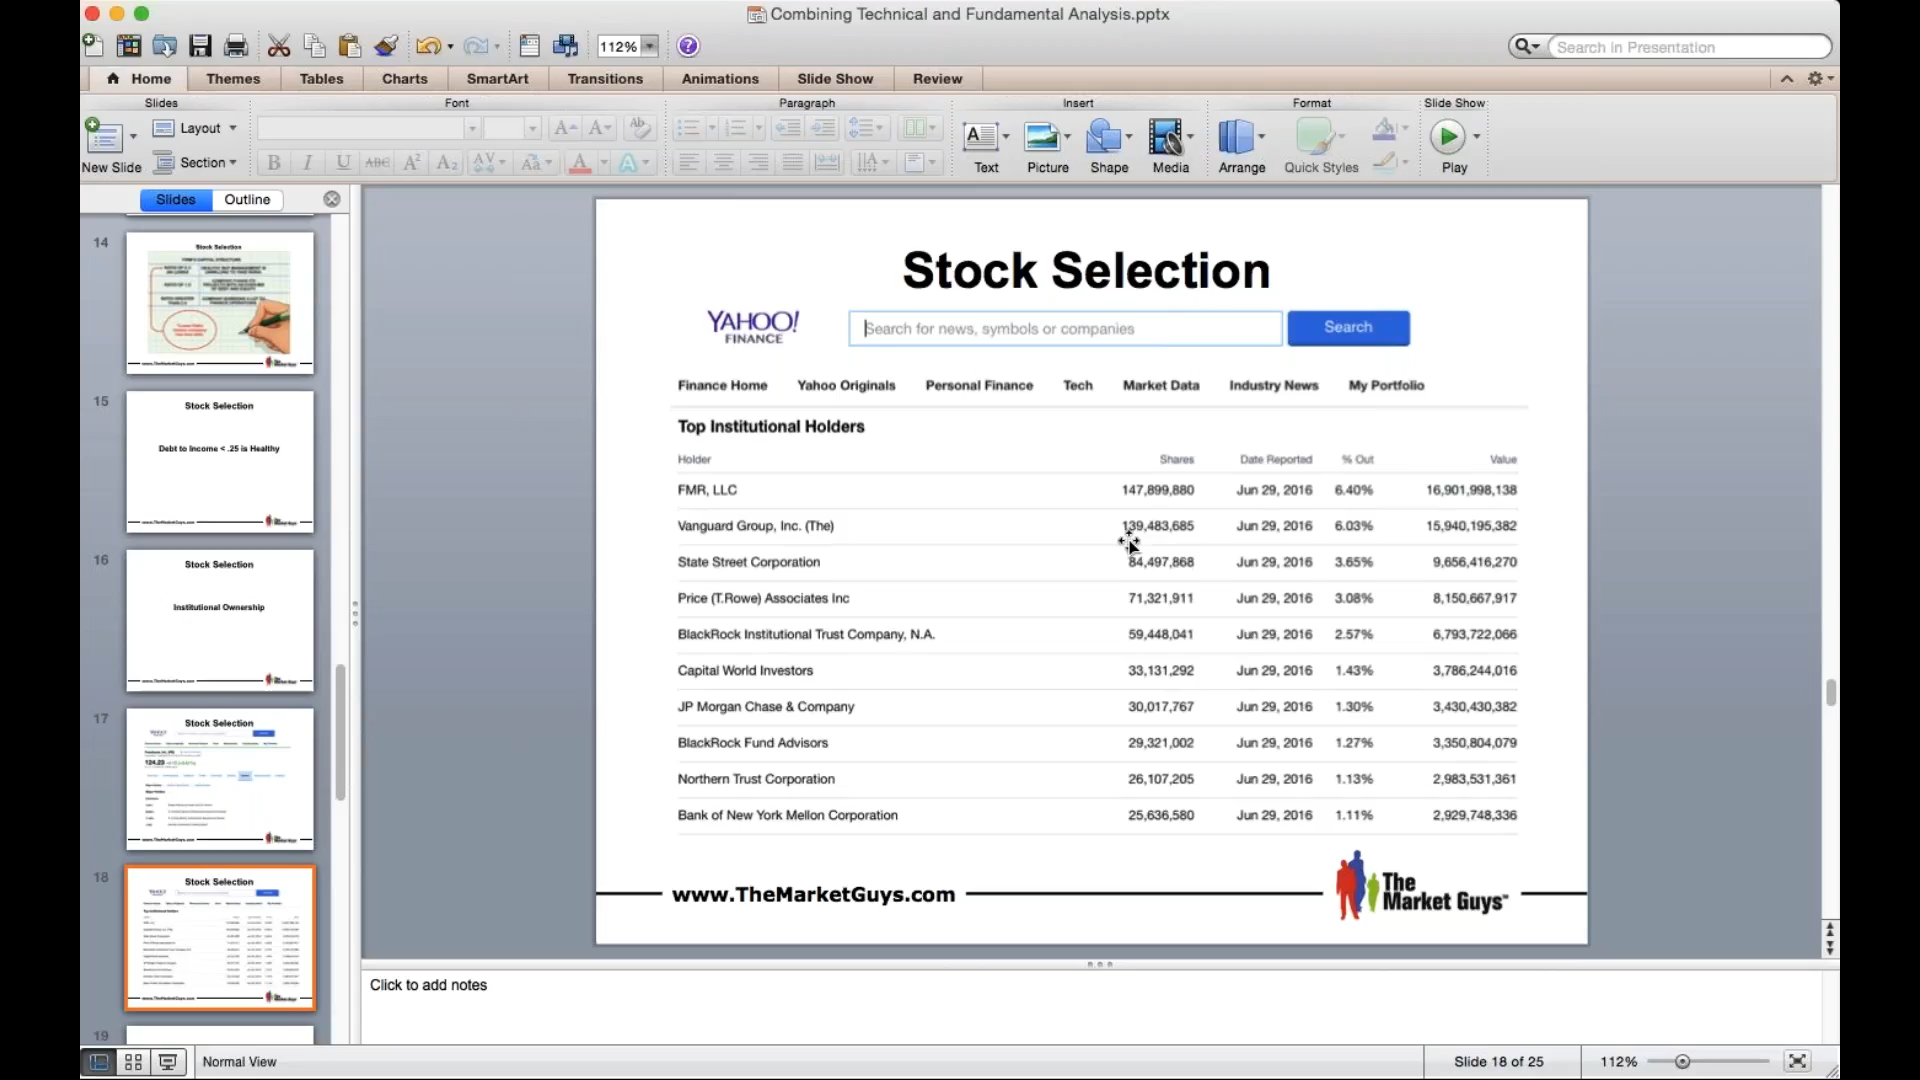 Combining Technical and Fundamental Analysis.pptx
112%
Search in Presentation
Home Themes Tables Charts SmartArt Transitions Animations Slide Show Review
Slides Font Paragraph Insert Format Slide Show
New Slide Layout Section
Text Picture Shape Media Arrange Quick Styles Play
Slides Outline
14
Stock Selection
15
Stock Selection
Debt to Income < .25 is Healthy
16
Stock Selection
Institutional Ownership
17
Stock Selection
18
Stock Selection
19
Stock Selection
YAHOO! FINANCE
Search for news, symbols or companies
Search
Finance Home Yahoo Originals Personal Finance Tech Market Data Industry News My Portfolio
Top Institutional Holders
Holder Shares Date Reported % Out Value
FMR, LLC 147,899,880 Jun 29, 2016 6.40% 16,901,998,138
Vanguard Group, Inc. (The) 139,483,685 Jun 29, 2016 6.03% 15,940,195,382
State Street Corporation 84,497,868 Jun 29, 2016 3.65% 9,656,416,270
Price (T.Rowe) Associates Inc 71,321,911 Jun 29, 2016 3.08% 8,150,667,917
BlackRock Institutional Trust Company, N.A. 59,448,041 Jun 29, 2016 2.57% 6,793,722,066
Capital World Investors 33,131,292 Jun 29, 2016 1.43% 3,786,244,016
JP Morgan Chase & Company 30,017,767 Jun 29, 2016 1.30% 3,430,430,382
BlackRock Fund Advisors 29,321,002 Jun 29, 2016 1.27% 3,350,804,079
Northern Trust Corporation 26,107,205 Jun 29, 2016 1.13% 2,983,531,361
Bank of New York Mellon Corporation 25,636,580 Jun 29, 2016 1.11% 2,929,748,336
www.TheMarketGuys.com
The Market Guys™
Click to add notes
Normal View
Slide 18 of 25
112%